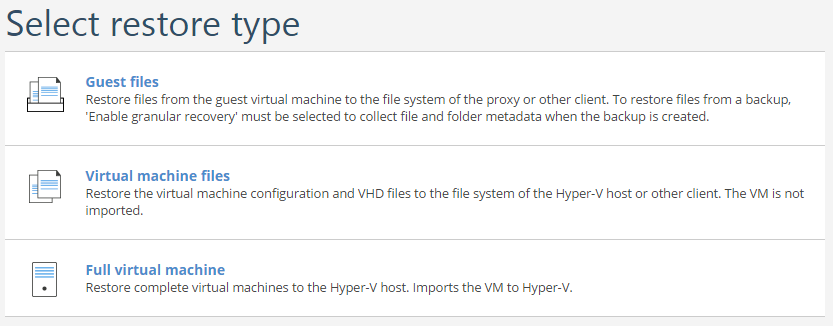 Select restore type
Guest files
Restore files from the guest virtual machine to the file system of the proxy or other client. To restore files from a backup,
'Enable granular recovery' must be selected to collect file and folder metadata when the backup is created.
Virtual machine files
Restore the virtual machine configuration and VHD files to the file system of the Hyper-V host or other client. The VM is not
imported.
Full virtual machine
Restore complete virtual machines to the Hyper-V host. Imports the VM to Hyper-V.